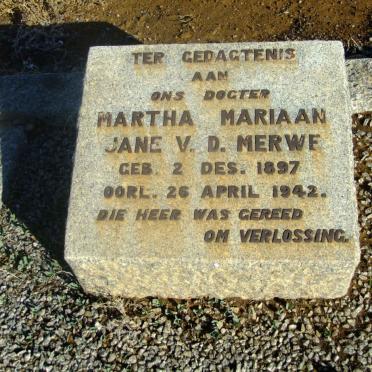 TER GEDAGTENIS
AAN
ONS DOGTER
MARTHA MARIAAN
JANE V. D. MERWE
GEB. 2 DES. 1897
OORL. 26 APRIL 1942.
DIE HEER WAS GEREED
OM VERLOSSING.